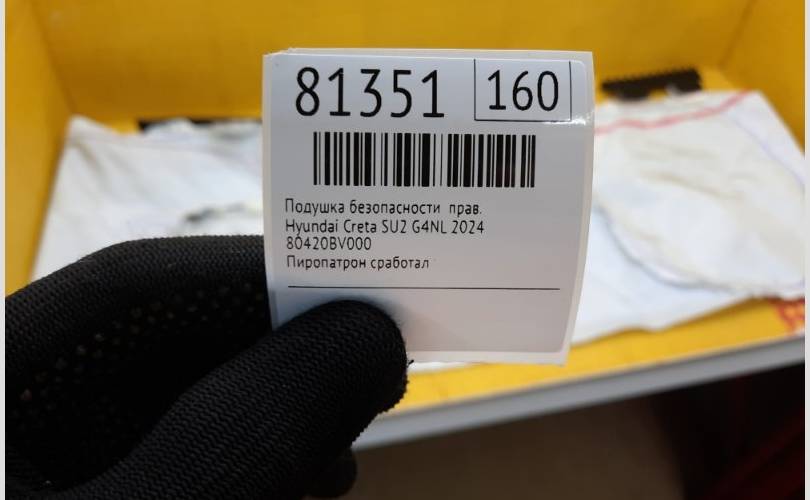 81351 160
Подушка безопасности прав.
Hyundai Creta SU2 G4NL 2024
80420BV000
Пиропатрон сработал